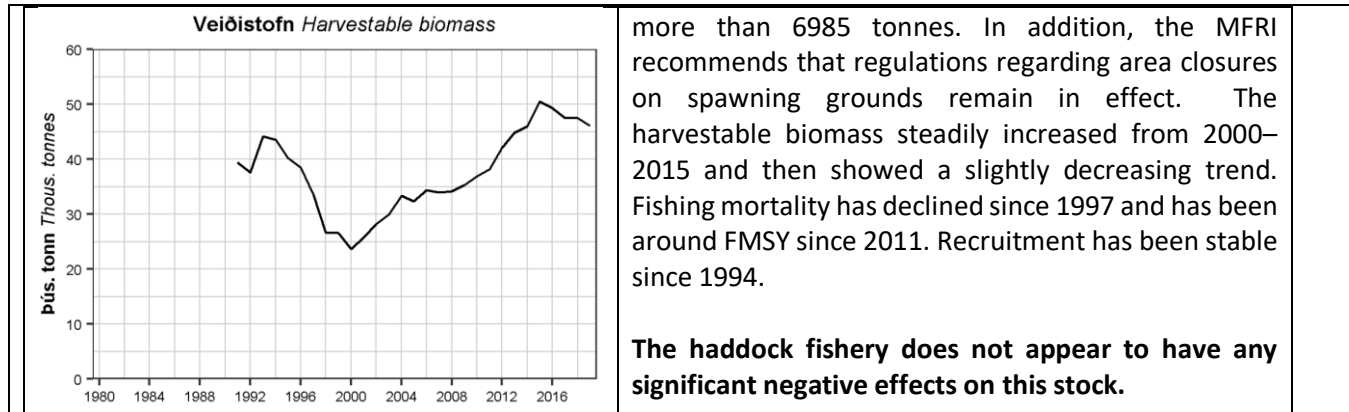 Veiðistofn Harvestable biomass
Þús. tonn Thous. tonnes
60
50
40
30
20
10
0
1980 1984 1988 1992 1996 2000 2004 2008 2012 2016
more than 6985 tonnes. In addition, the MFRI
recommends that regulations regarding area closures
on spawning grounds remain in effect. The
harvestable biomass steadily increased from 2000–
2015 and then showed a slightly decreasing trend.
Fishing mortality has declined since 1997 and has been
around FMSY since 2011. Recruitment has been stable
since 1994.
The haddock fishery does not appear to have any
significant negative effects on this stock.